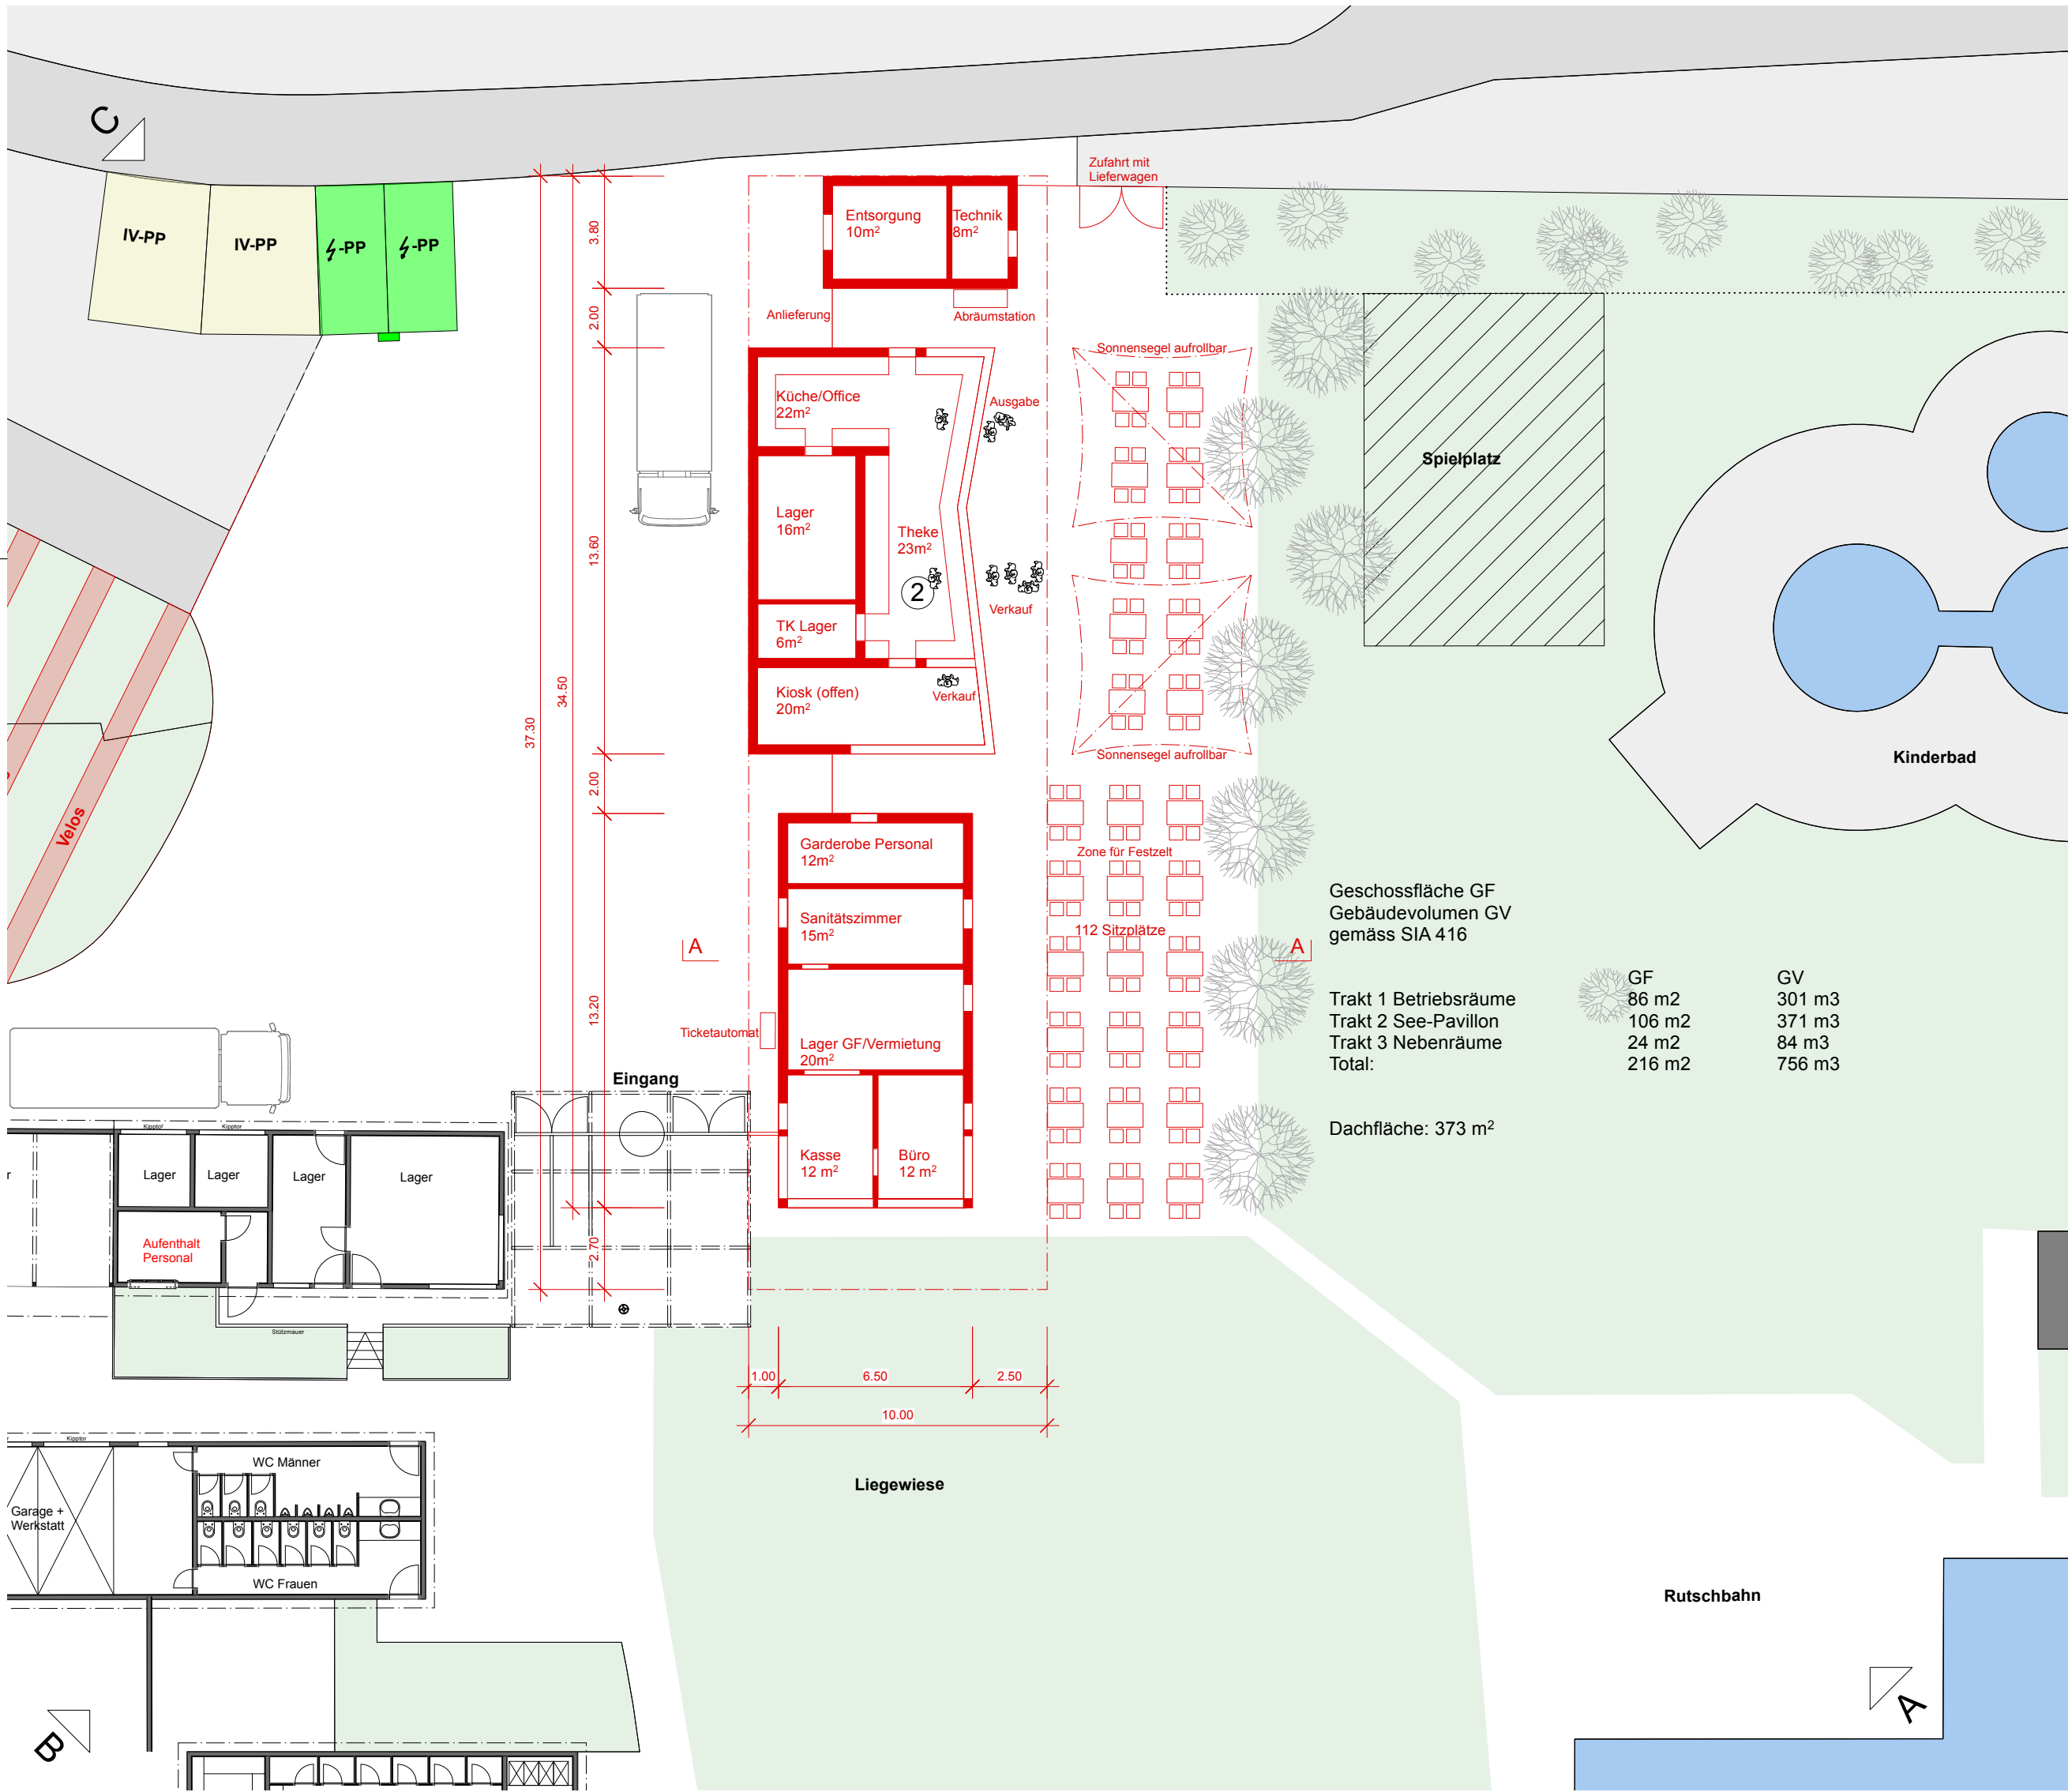 C
Zufahrt mit
Lieferwagen
IV-PP
IV-PP
-PP
-PP
Entsorgung
10m²
Technik
8m²
3.80
2.00
Anlieferung
Abräumstation
Sonnensegel aufrollbar
Küche/Office
22m²
Ausgabe
Spielplatz
Lager
16m²
Theke
23m²
13.60
2
Verkauf
TK Lager
6m²
Kiosk (offen)
20m²
Verkauf
34.50
37.30
Sonnensegel aufrollbar
Kinderbad
2.00
Velos
Garderobe Personal
12m²
Zone für Festzelt
Sanitätszimmer
15m²
112 Sitzplätze
A
A
Geschossfläche GF
Gebäudevolumen GV
gemäss SIA 416
GF GV
Trakt 1 Betriebsräume 86 m2 301 m3
Trakt 2 See-Pavillon 106 m2 371 m3
Trakt 3 Nebenräume 24 m2 84 m3
Total: 216 m2 756 m3
Dachfläche: 373 m²
13.20
Ticketautomat
Lager GF/Vermietung
20m²
Eingang
Kipptor
Kipptor
Lager
Lager
Lager
Lager
Kasse
12 m²
Büro
12 m²
r
Aufenthalt
Personal
2.70
Stützmauer
1.00
6.50
2.50
10.00
Kipptor
WC Männer
Liegewiese
Garage +
Werkstatt
WC Frauen
Rutschbahn
B
A